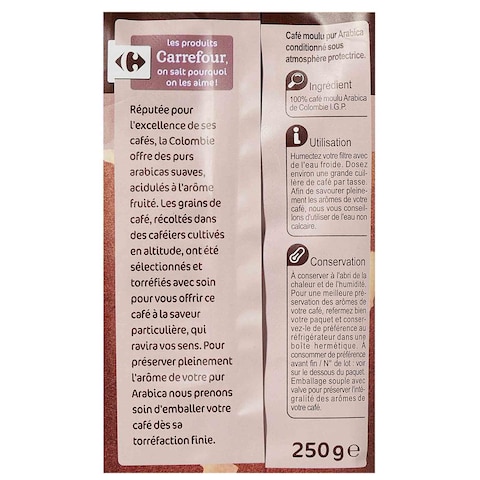 les produits
Carrefour,
on sait pourquoi
on les aime !
Réputée pour
l'excellence de ses
cafés, la Colombie
offre des purs
arabicas suaves,
acidulés à l'arôme
fruité. Les grains de
café, récoltés dans
des caféiers cultivés
en altitude, ont été
sélectionnés et
torréfiés avec soin
pour vous offrir ce
café à la saveur
particulière, qui
ravira vos sens. Pour
préserver pleinement
l'arôme de votre pur
Arabica nous prenons
soin d'emballer votre
café dès sa
torréfaction finie.
Café moulu pur Arabica
conditionné sous
atmosphère protectrice.
Ingrédient
100% café moulu Arabica
de Colombie I.G.P.
Utilisation
Humectez votre filtre avec
de l'eau froide. Dosez
environ une grande cuil-
lère de café par tasse.
Afin de savourer pleine-
ment les arômes de votre
café, nous vous conseil-
lons d'utiliser de l'eau non
calcaire.
Conservation
À conserver à l'abri de la
chaleur et de l'humidité.
Pour une meilleure pré-
servation des arômes de
votre café, refermez bien
votre paquet et conser-
vez-le de préférence au
réfrigérateur dans une
boîte hermétique. À
consommer de préférence
avant fin / N° de lot : voir
sur le dessous du paquet.
Emballage souple avec
valve pour préserver l'inté-
gralité des arômes de
votre café.
250g℮